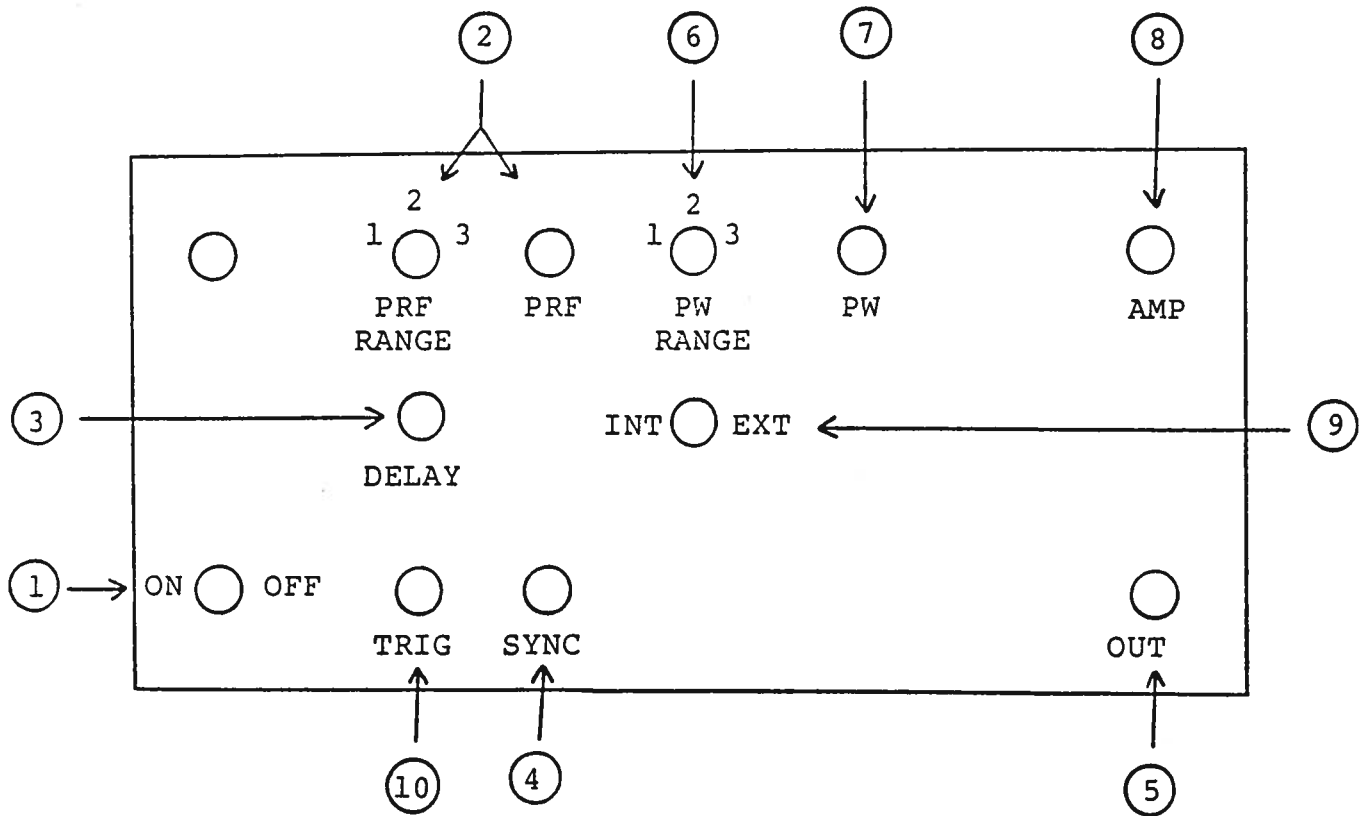 2 6 7 8
2 2
1 3 1 3
PRF RANGE PRF PW RANGE PW AMP
3 INT EXT 9
DELAY
1 ON OFF
TRIG SYNC OUT
10 4 5